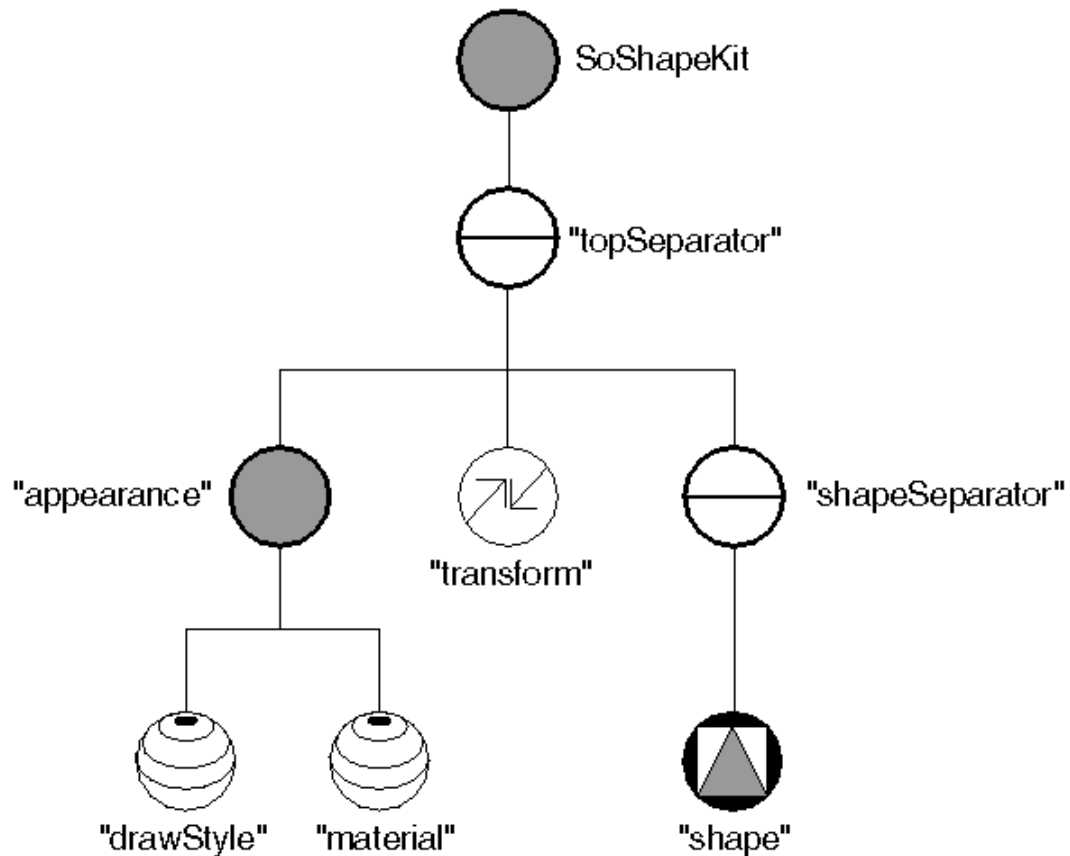 SoShapeKit
"topSeparator"
"appearance"
"transform"
"shapeSeparator"
"drawStyle"
"material"
"shape"